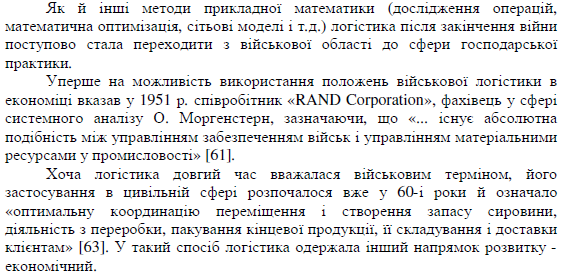 Як й інші методи прикладної математики (дослідження операцій,
математична оптимізація, сітьові моделі і т.д.) логістика після закінчення війни
поступово стала переходити з військової області до сфери господарської
практики.
Уперше на можливість використання положень військової логістики в
економіці вказав у 1951 р. співробітник «RAND Corporation», фахівець у сфері
системного аналізу О. Моргенстерн, зазначаючи, що «... існує абсолютна
подібність між управлінням забезпеченням військ і управлінням матеріальними
ресурсами у промисловості» [61].
Хоча логістика довгий час вважалася військовим терміном, його
застосування в цивільній сфері розпочалося вже у 60-і роки й означало
«оптимальну координацію переміщення і створення запасу сировини,
діяльність з переробки, пакування кінцевої продукції, її складування і доставки
клієнтам» [63]. У такий спосіб логістика одержала інший напрямок розвитку -
економічний.